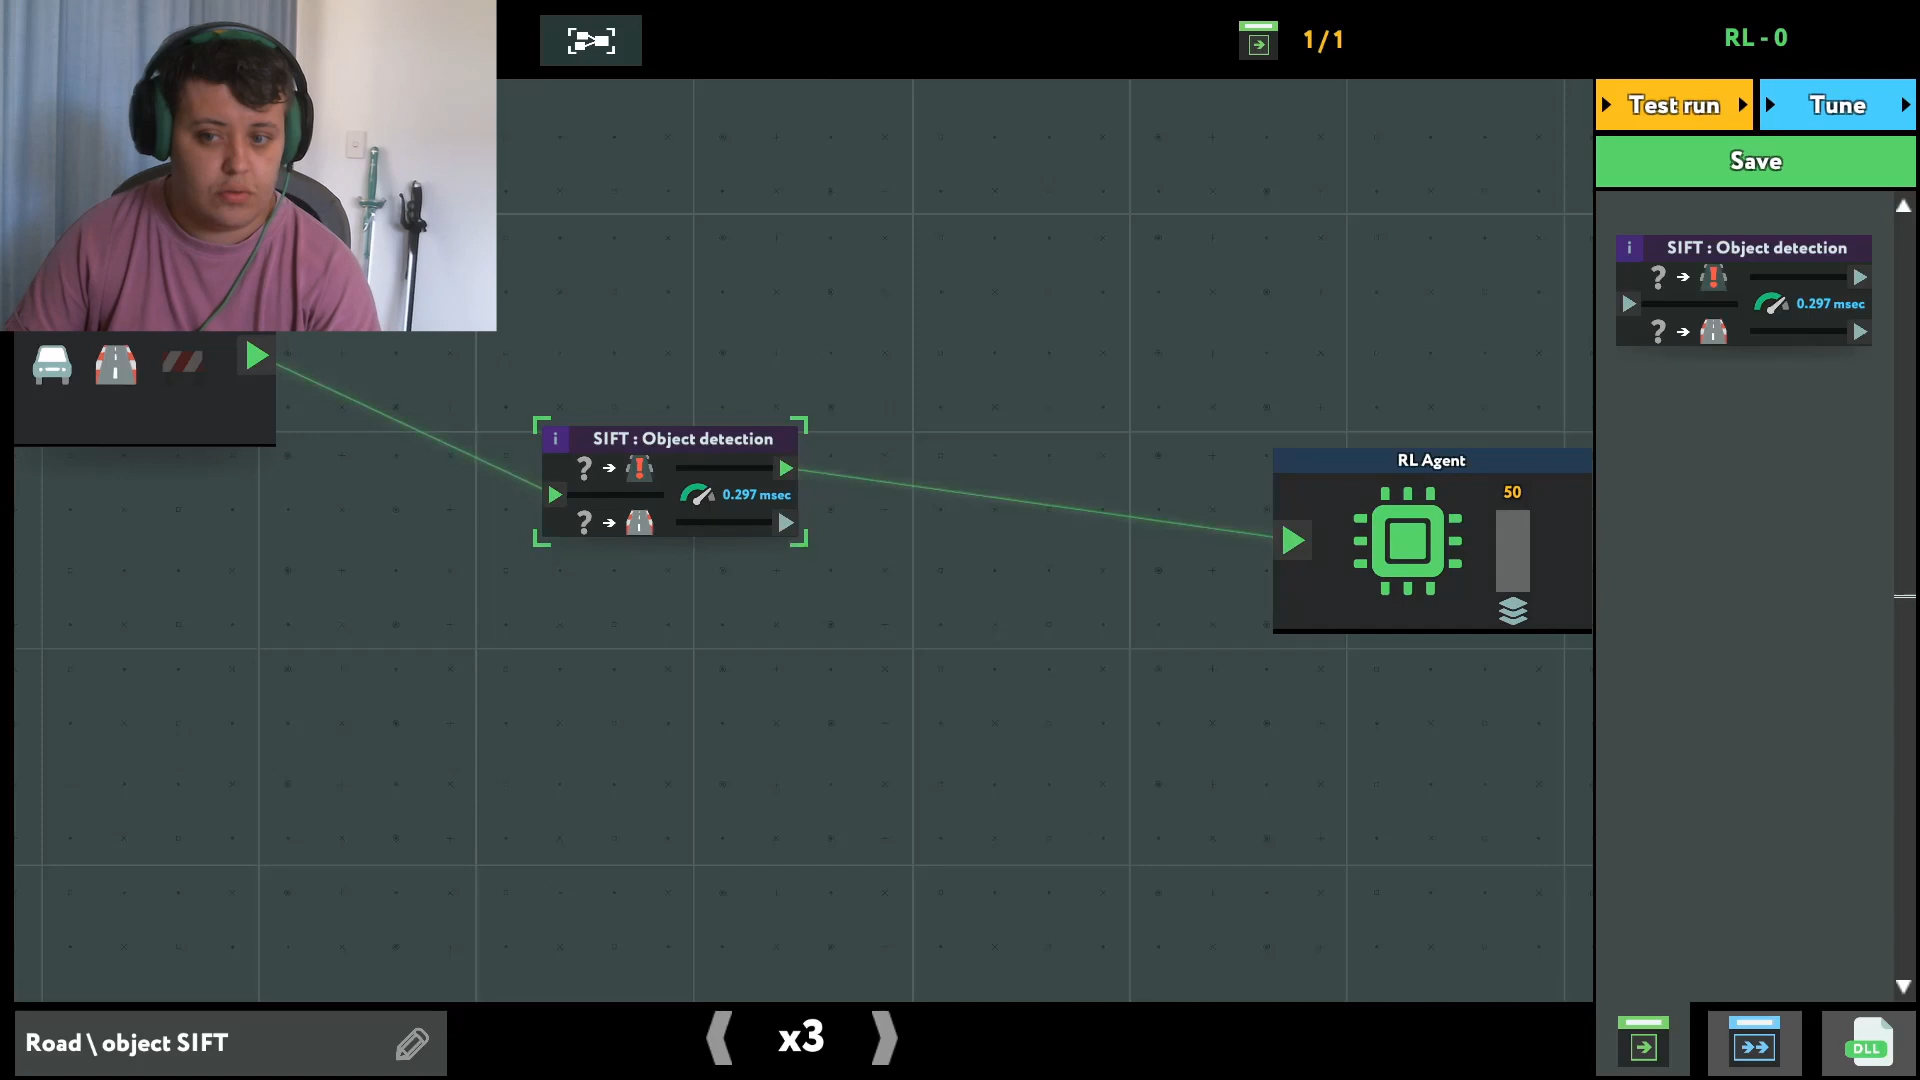 1/1
RL - 0
Test run
Tune
Save
i SIFT : Object detection
? !
0.297 msec
?
i SIFT : Object detection
? !
0.297 msec
?
RL Agent
50
Road \ object SIFT
x3
DLL